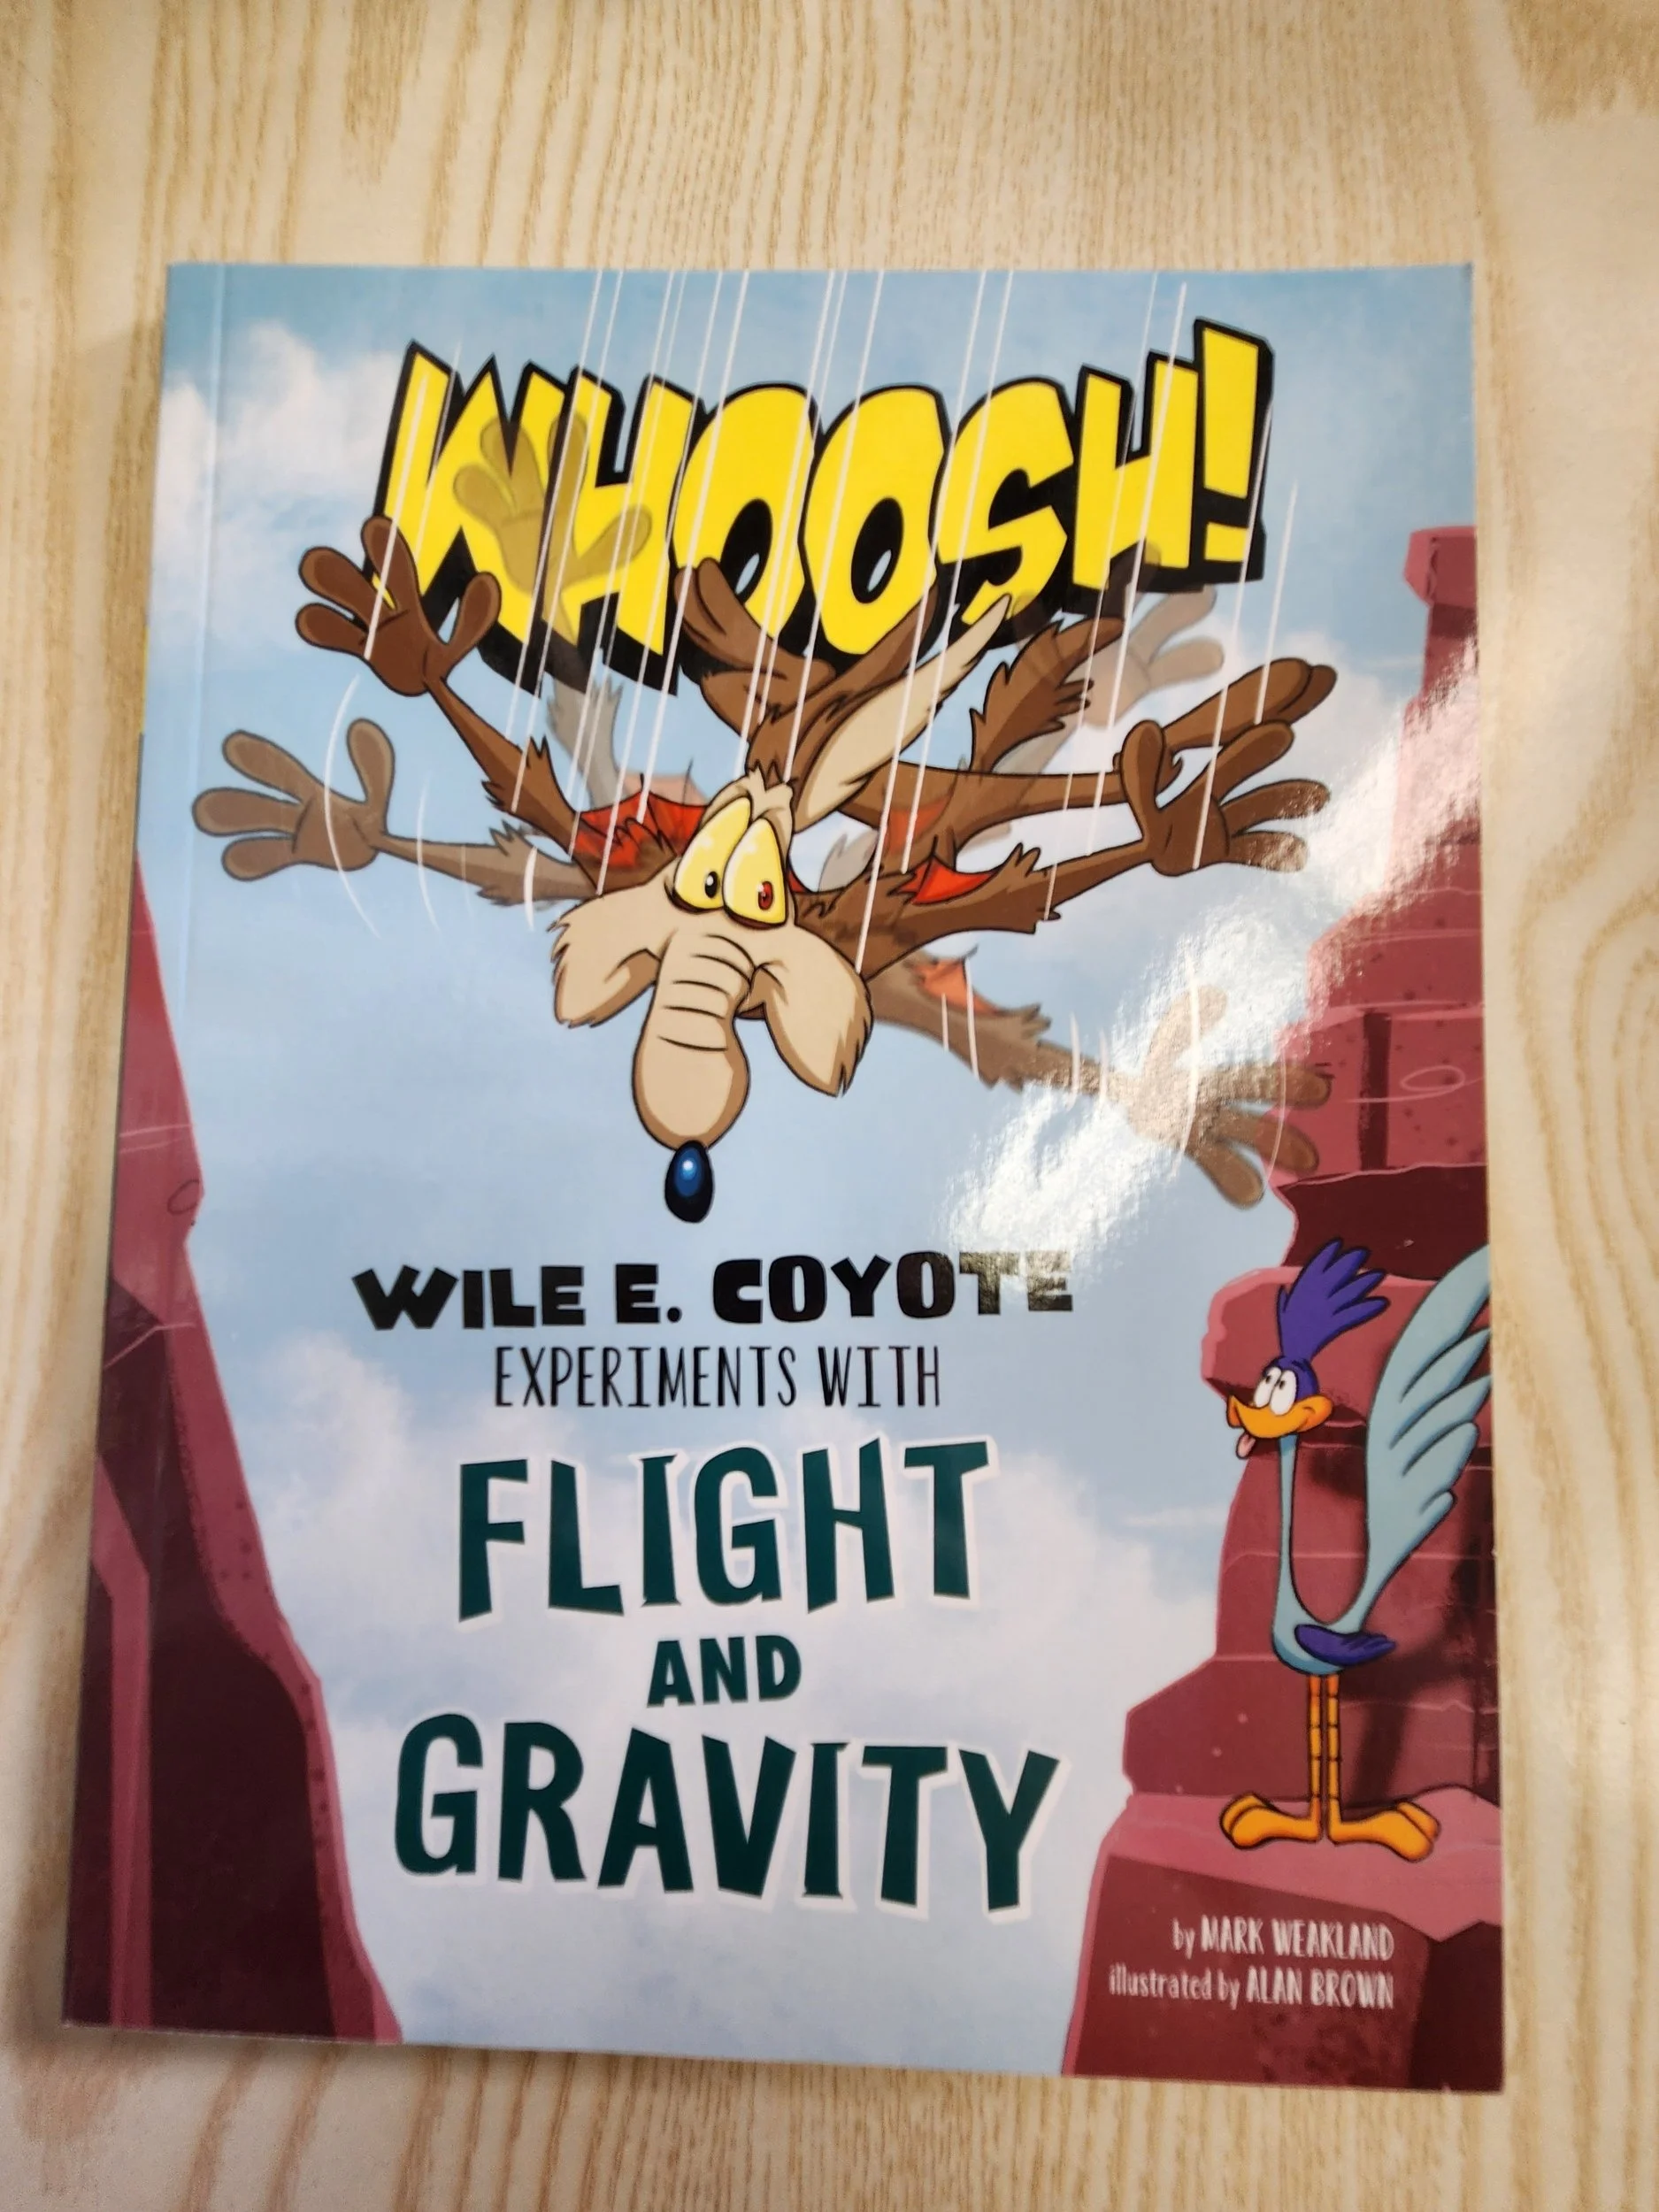 WHOOSH!
WILE E. COYOTE
EXPERIMENTS WITH
FLIGHT
AND
GRAVITY
by MARK WEAKLAND
illustrated by ALAN BROWN